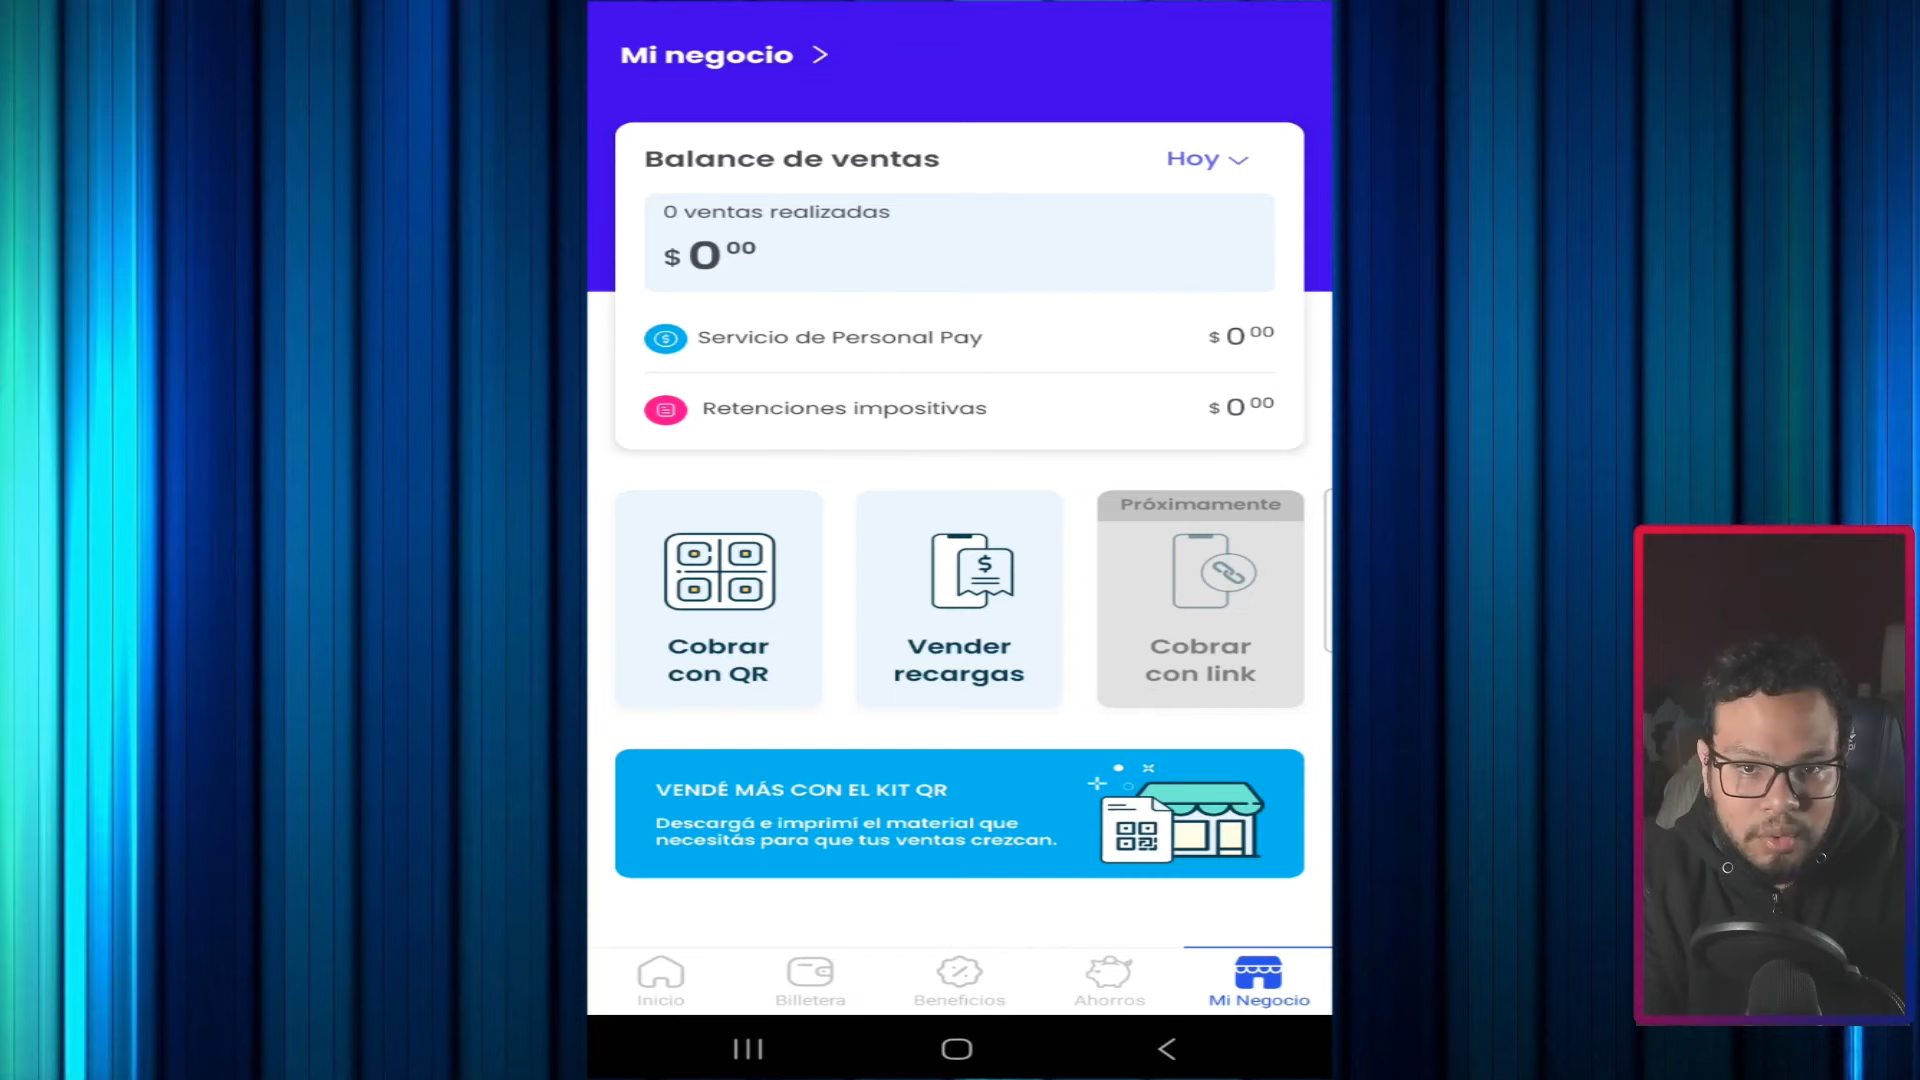 Mi negocio >
Balance de ventas
Hoy
0 ventas realizadas
$ 0 00
Servicio de Personal Pay
$ 0 00
Retenciones impositivas
$ 0 00
Próximamente
Cobrar
con QR
Vender
recargas
Cobrar
con link
VENDÉ MÁS CON EL KIT QR
Descargá e imprimí el material que
necesitás para que tus ventas crezcan.
Inicio
Billetera
Beneficios
Ahorros
Mi Negocio